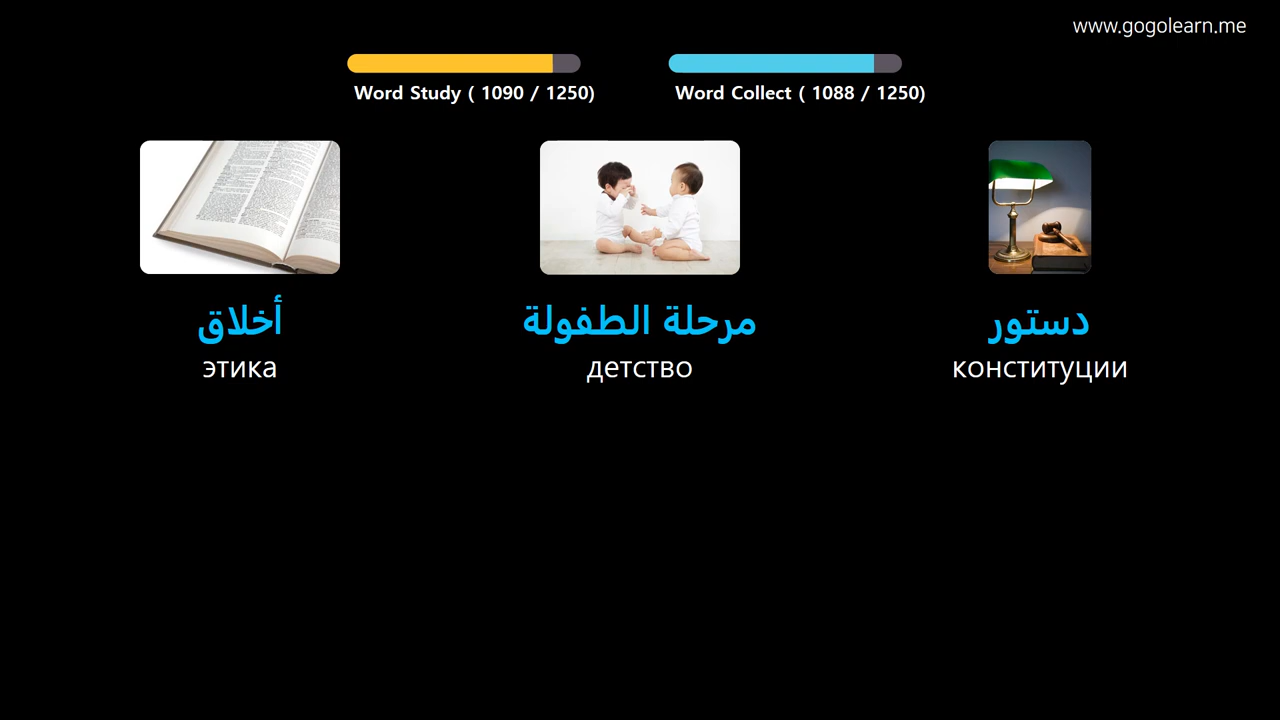 www.gogolearn.me
Word Study ( 1090 / 1250)
Word Collect ( 1088 / 1250)
أخلاق
этика
مرحلة الطفولة
детство
دستور
конституции